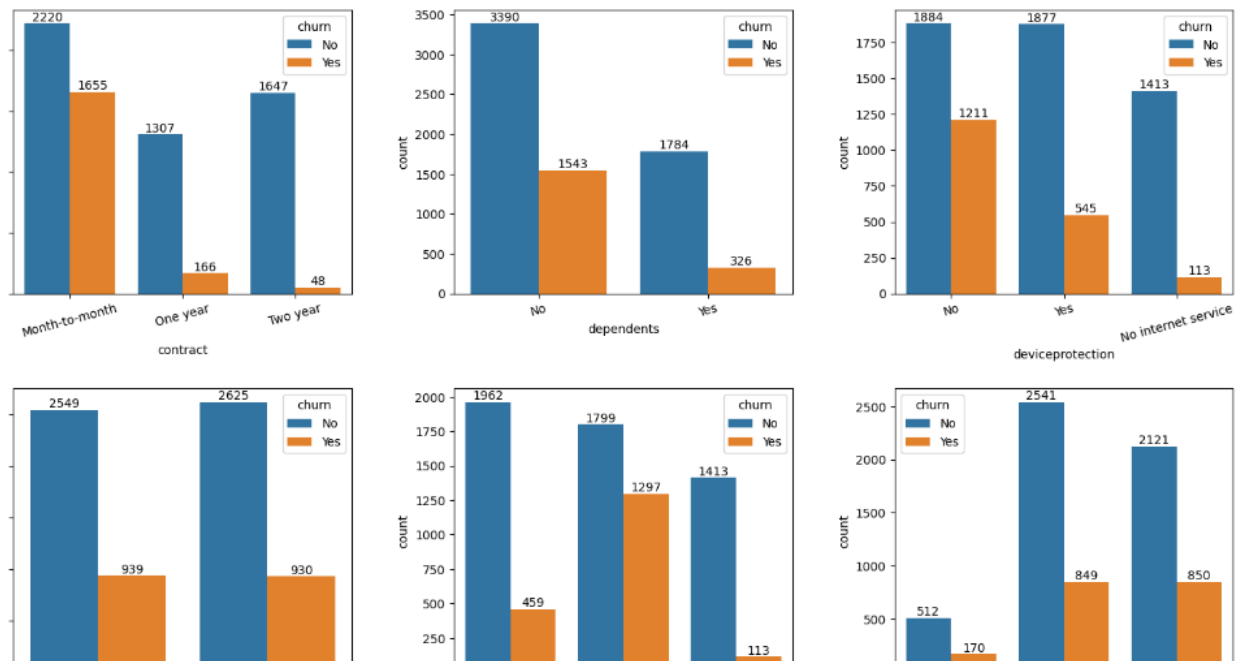 2220
1655
1307
166
1647
48
churn
No
Yes
Month-to-month
One year
Two year
contract
3500
3000
2500
2000
1500
1000
500
0
count
3390
1543
1784
326
churn
No
Yes
No
Yes
dependents
1750
1500
1250
1000
750
500
250
0
count
1884
1211
1877
545
1413
113
churn
No
Yes
No
Yes
No internet service
deviceprotection
2549
939
2625
930
churn
No
Yes
2000
1750
1500
1250
1000
750
500
250
count
1962
459
1799
1297
1413
113
churn
No
Yes
2500
2000
1500
1000
500
count
churn
No
Yes
512
170
2541
849
2121
850